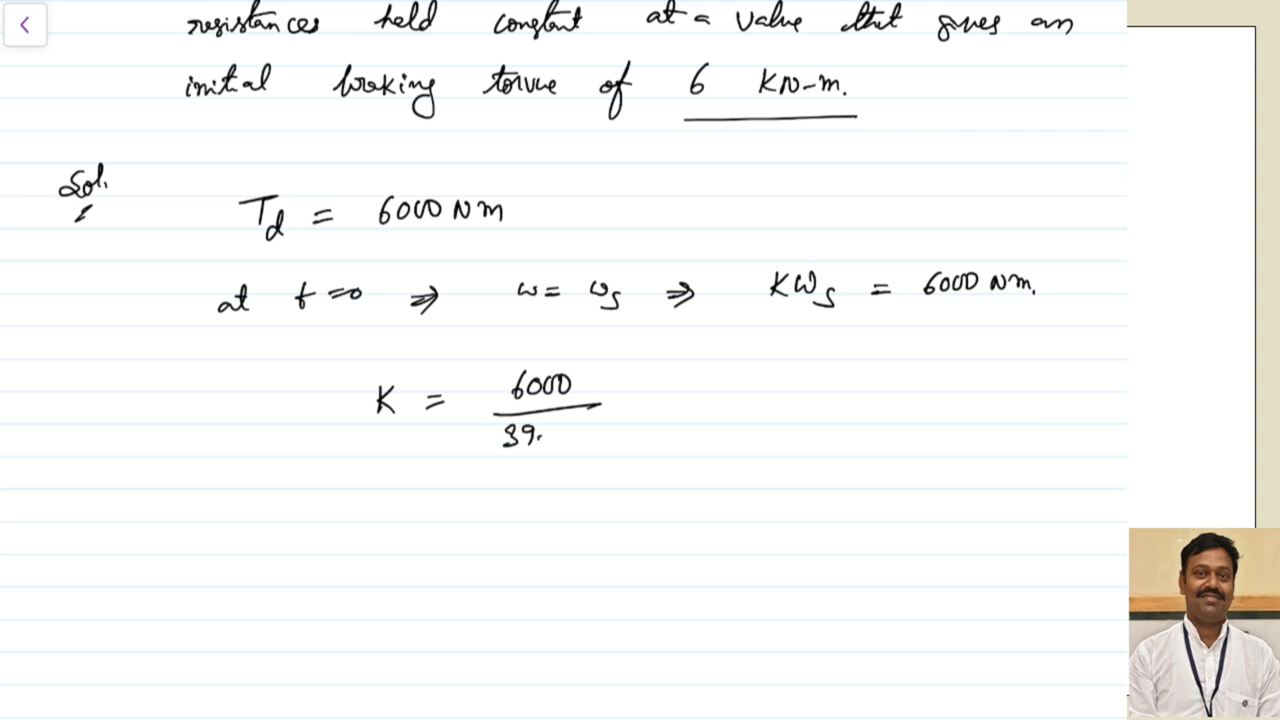 resistances held constant at a value that gives an
initial braking torque of 6 KN-m.
Sol.
Td = 6000 Nm
at t=0 ⇒ ω = ωs ⇒ Kωs = 6000 Nm.
K = 6000
39.